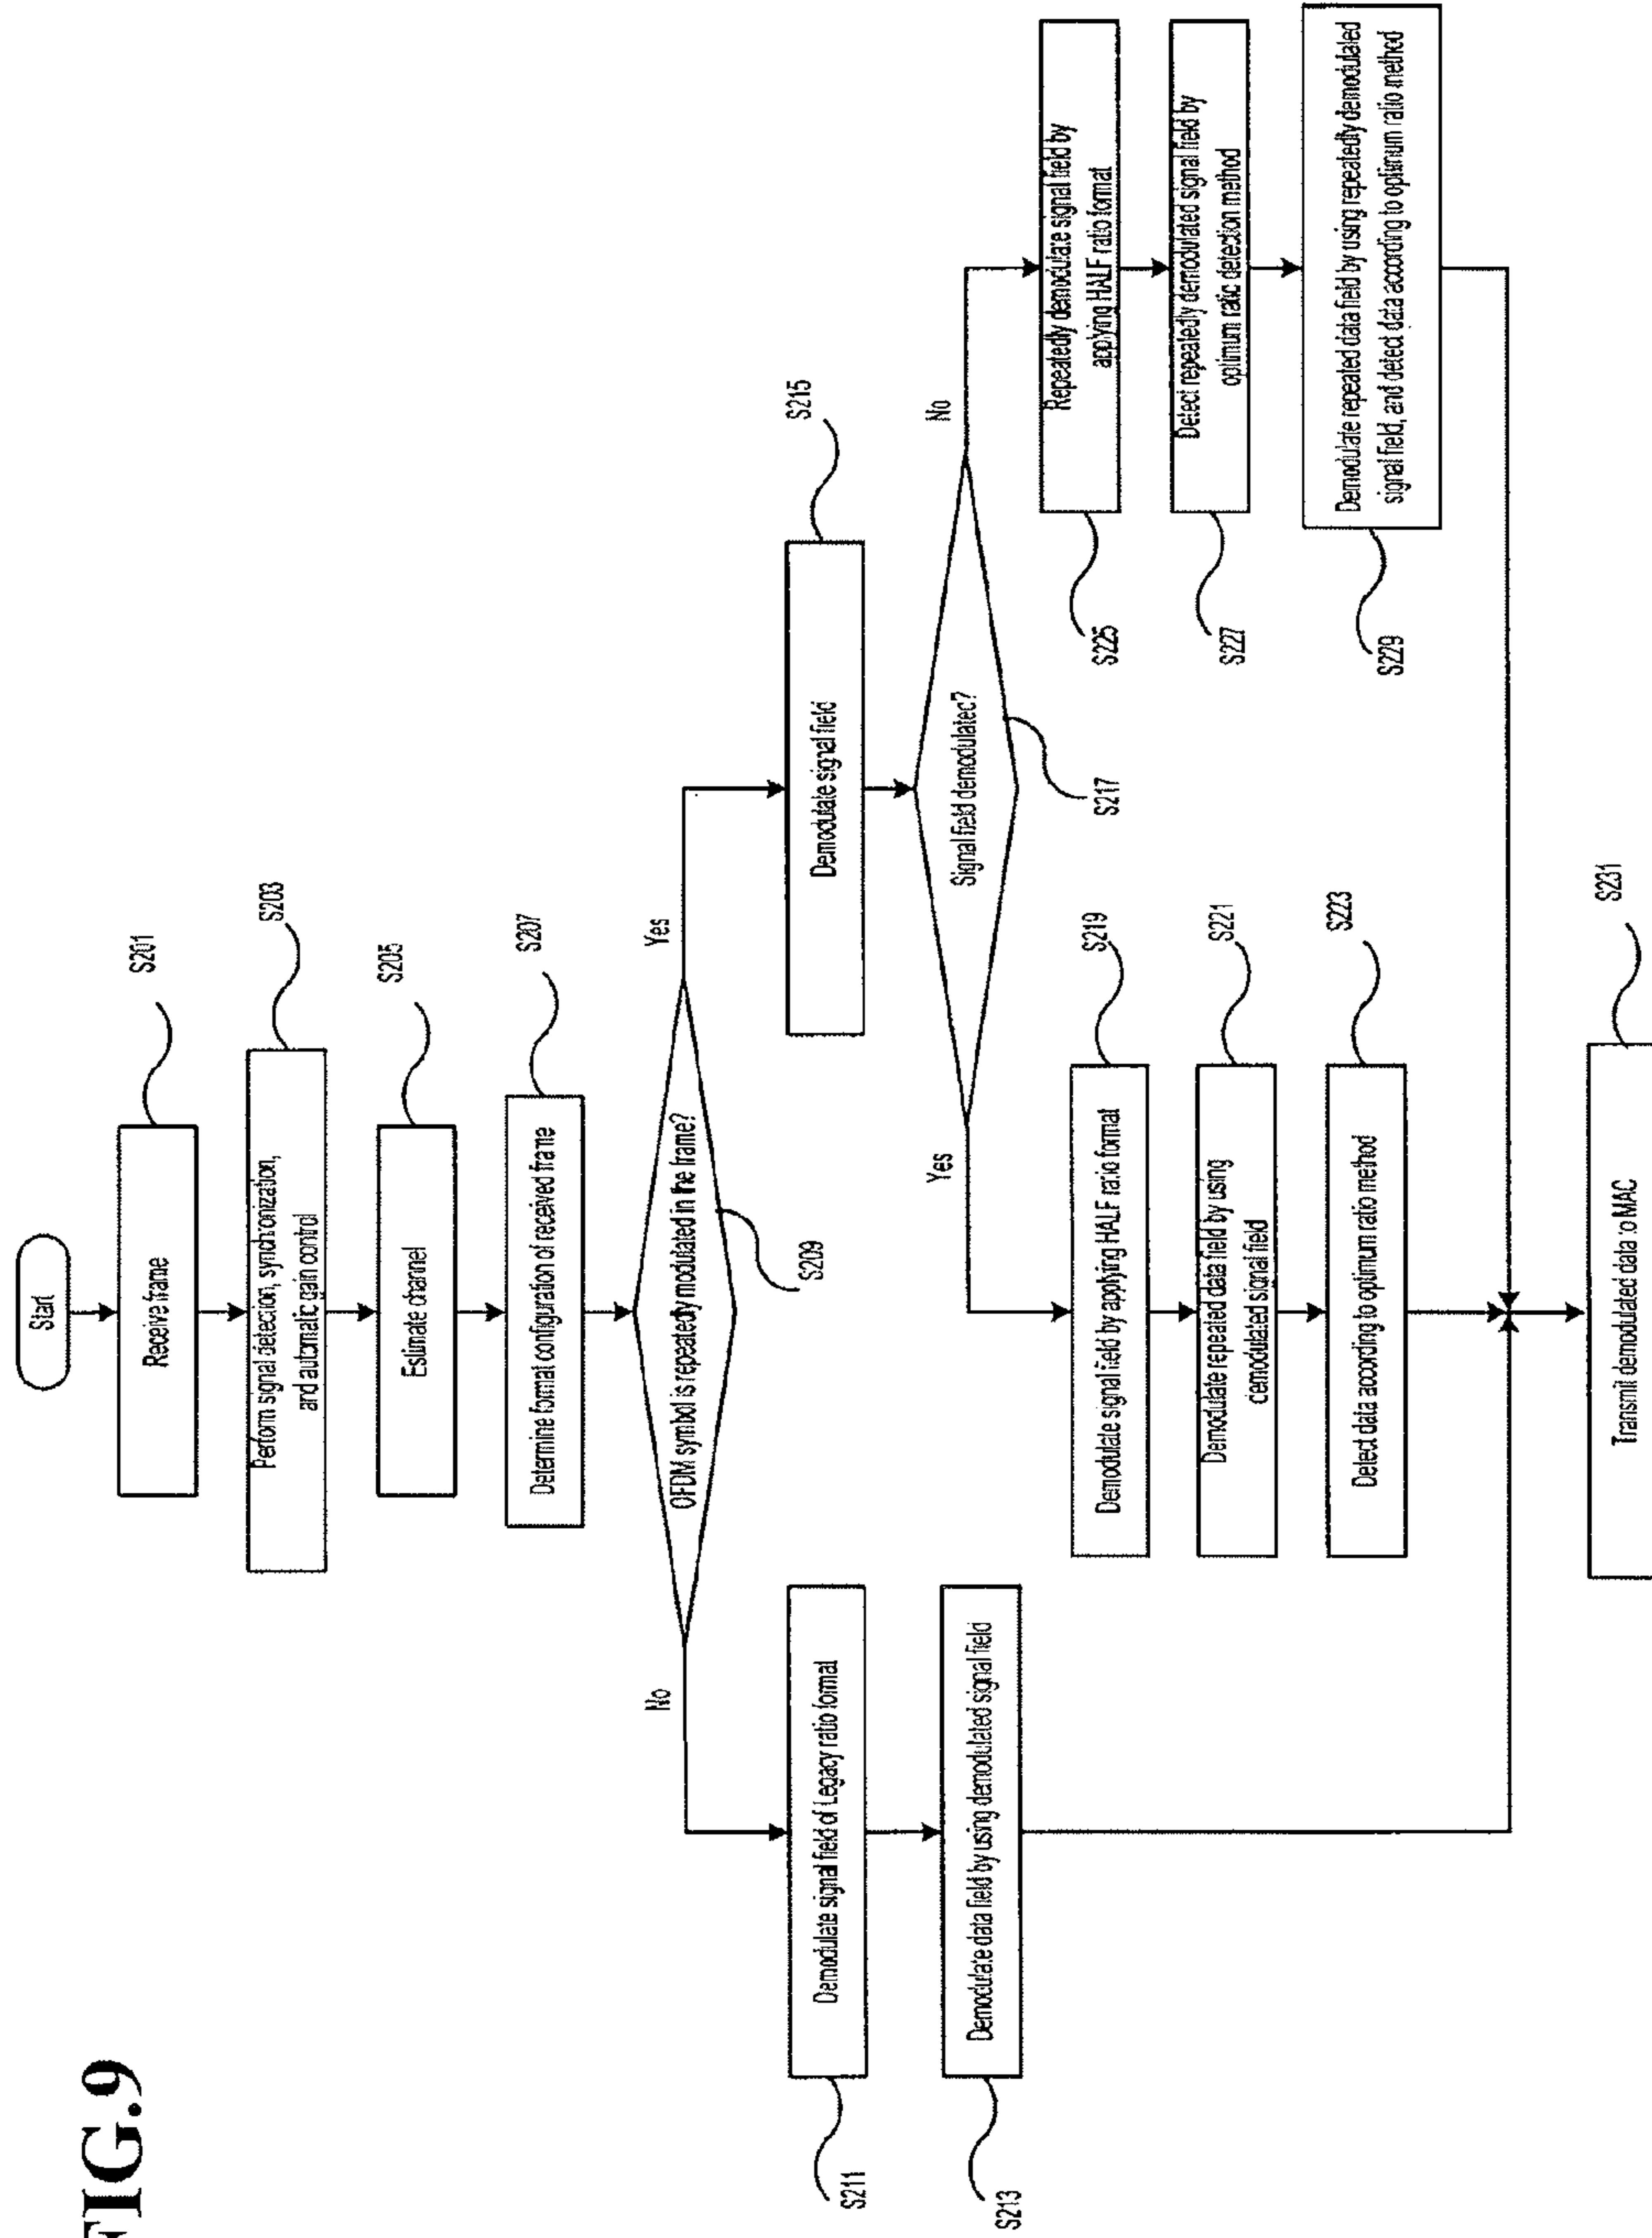 FIG.9
Start
Receive frame
S201
Perform signal detection, synchronization,
and automatic gain control
S203
Estimate channel
S205
Determine format configuration of received frame
S207
OFDM symbol is repeatedly modulated in the frame?
S209
No
Yes
Demodulate signal field of Legacy ratio format
S211
Demodulate data field by using demodulated signal field
S213
Demodulate signal field
S215
Signal field demodulatec?
S217
Yes
No
Demodulate signal field by applying HALF ratio format
S219
Demodulate repeated data field by using
cemodulated signal field
S221
Detect data according to optimum ratio method
S223
Repeatedly democulate signal field by
applying HALF ratio format
S225
Detect repeatedly demodulated signal field by
optimum ratic detection method
S227
Demodulate repeated data field by using repeatedly demodulated
signal field, and detect data according to optimum ratio method
S229
Transmit demodulated data :o MAC
S231